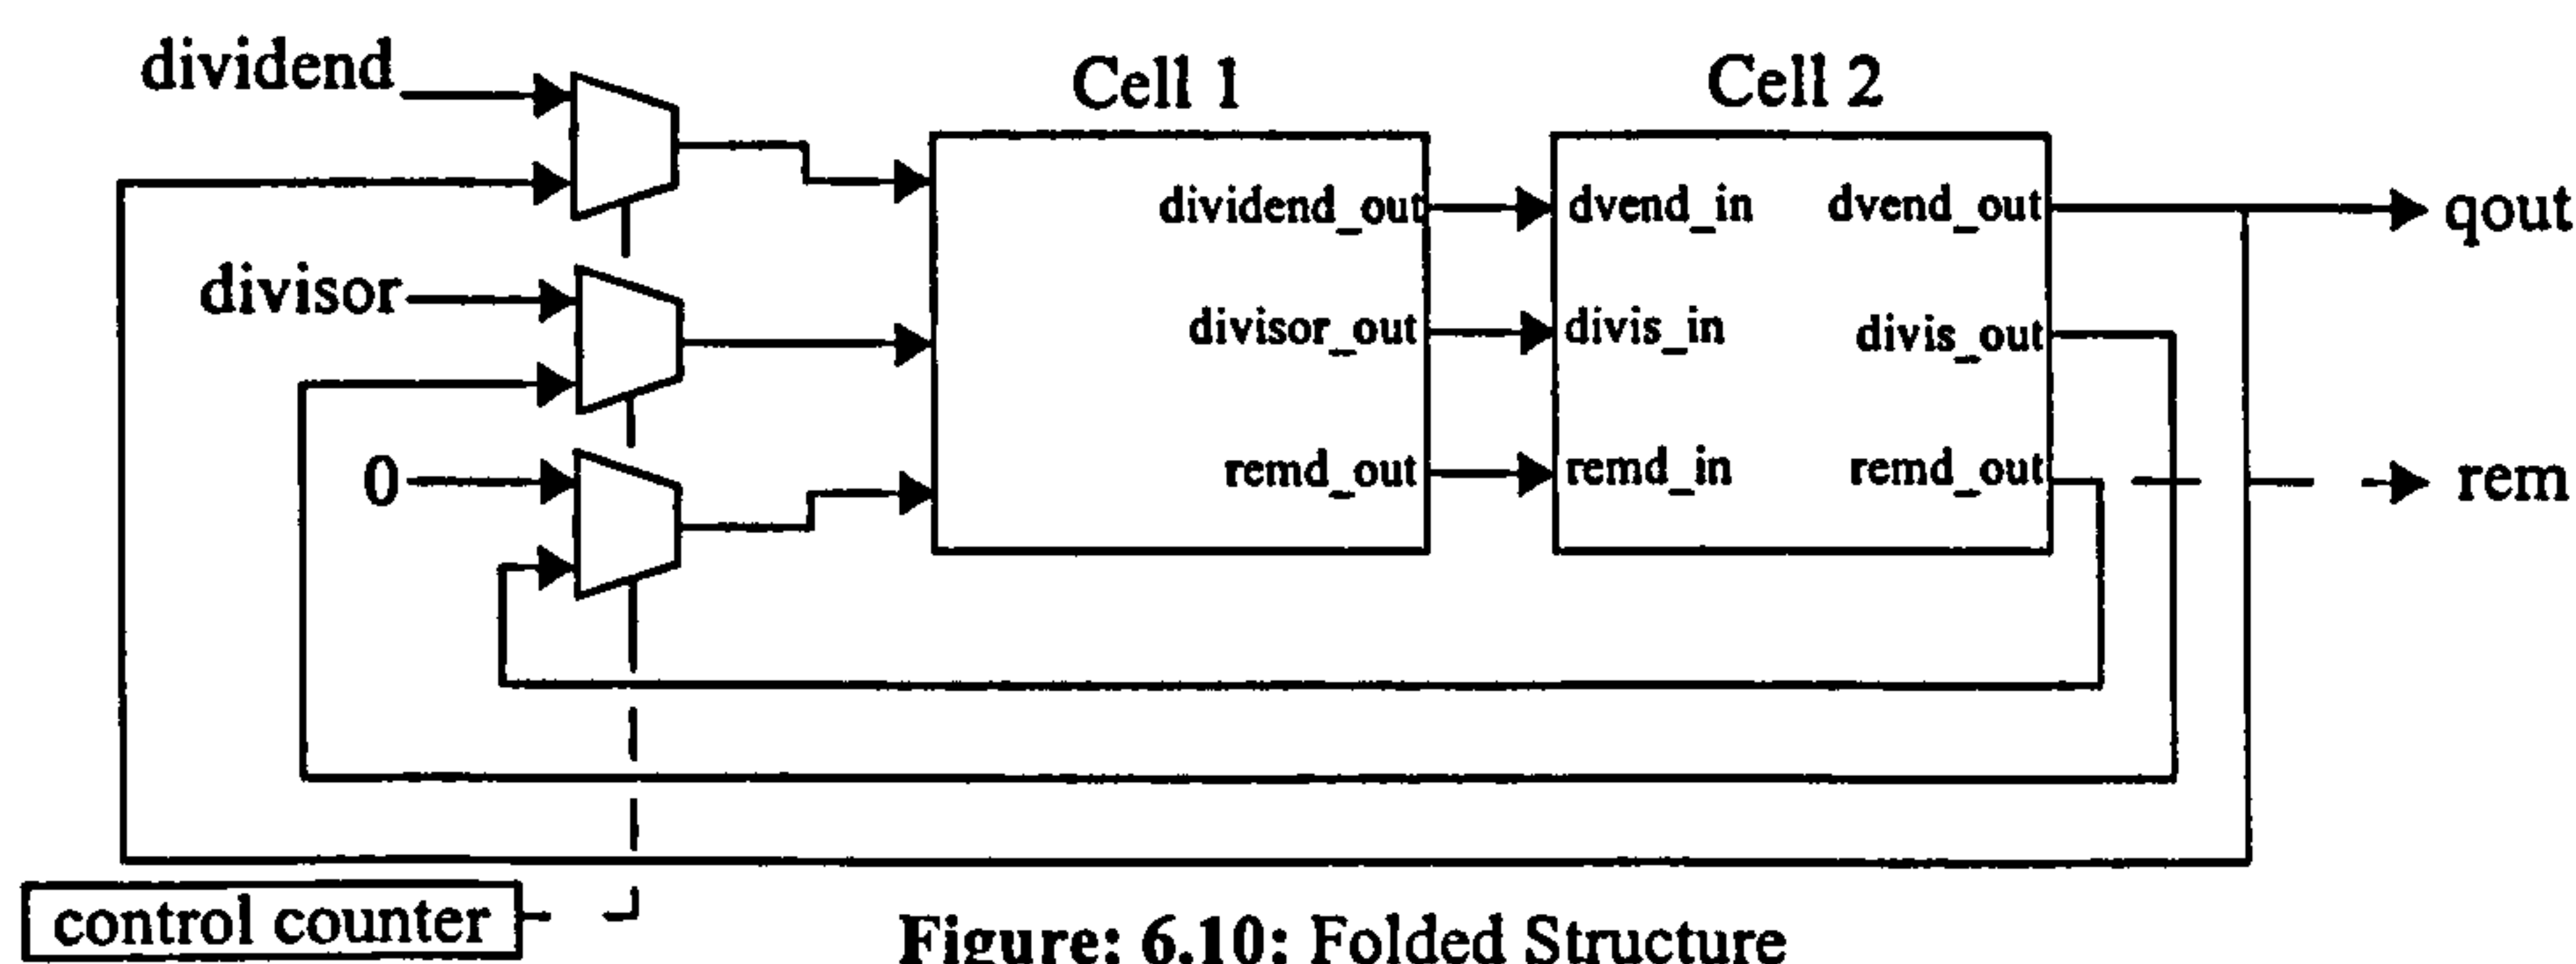 dividend
divisor
0
Cell 1
dividend_out
divisor_out
remd_out
Cell 2
dvend_in
dvend_out
divis_in
divis_out
remd_in
remd_out
qout
rem
control counter
Figure: 6.10: Folded Structure